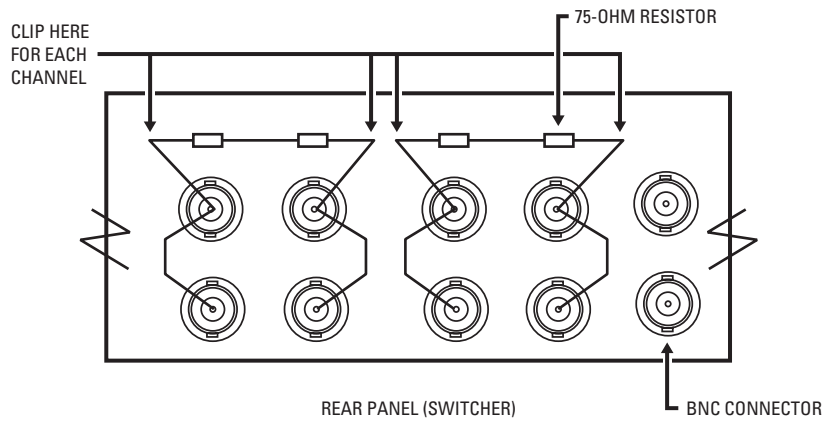 CLIP HERE
FOR EACH
CHANNEL
75-OHM RESISTOR
REAR PANEL (SWITCHER)
BNC CONNECTOR